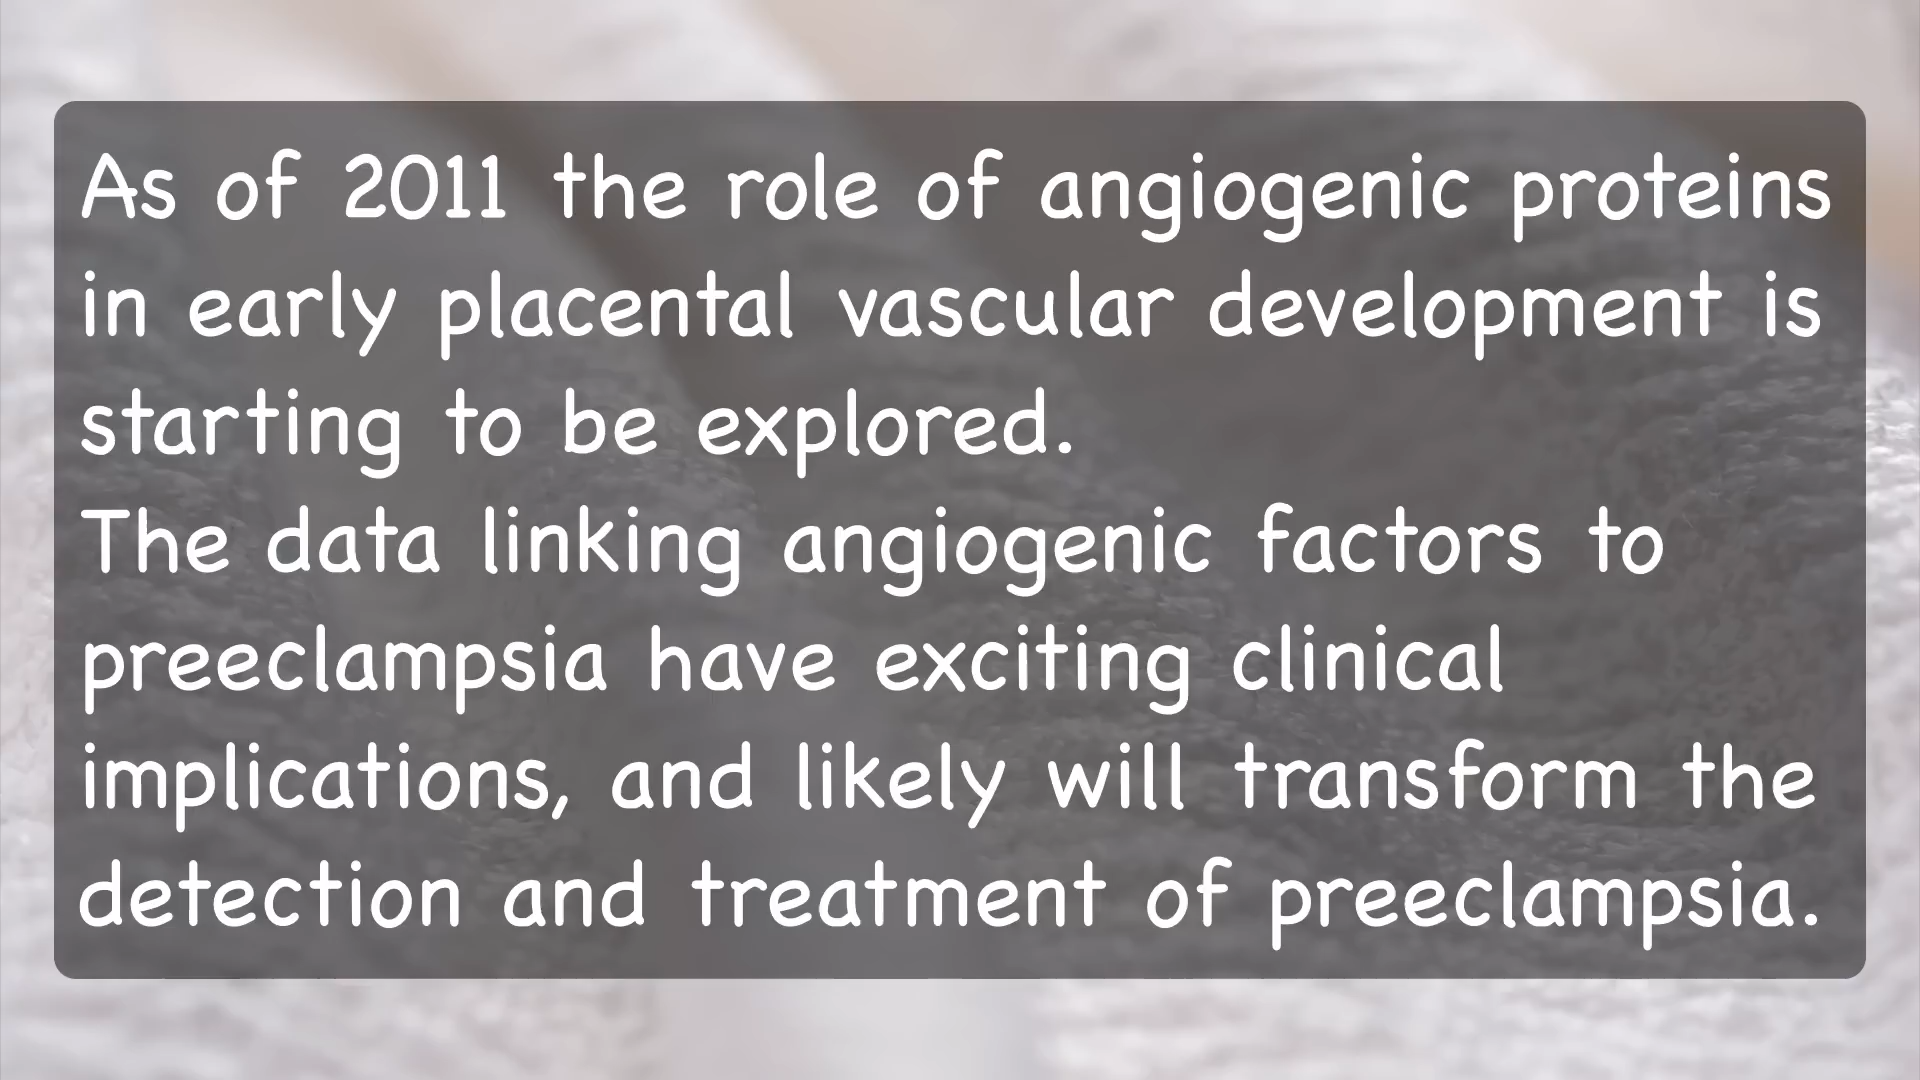 As of 2011 the role of angiogenic proteins
in early placental vascular development is
starting to be explored.
The data linking angiogenic factors to
preeclampsia have exciting clinical
implications, and likely will transform the
detection and treatment of preeclampsia.